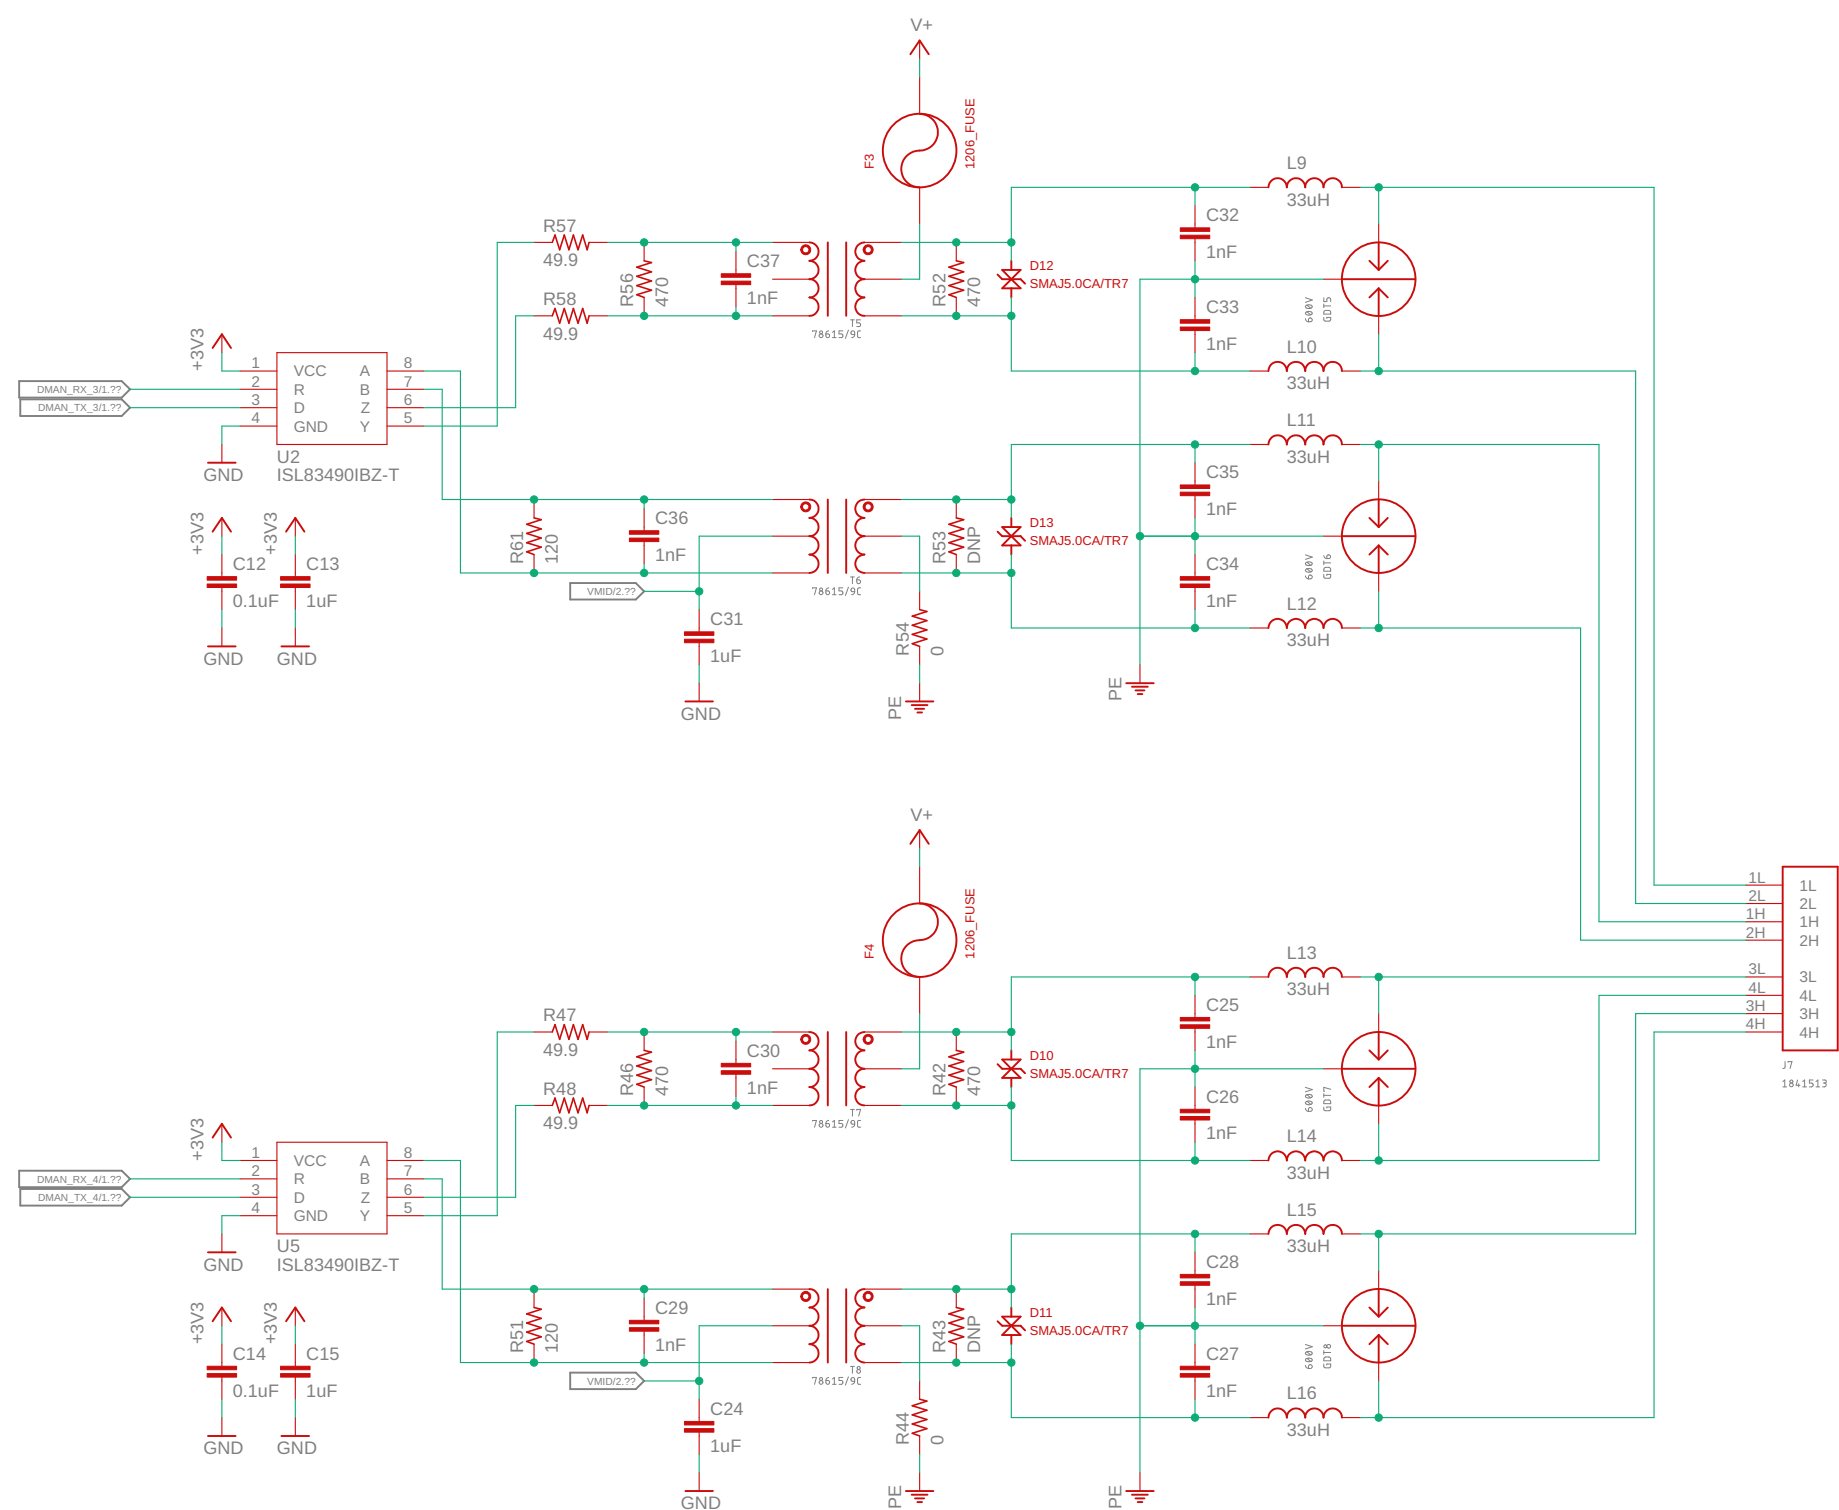 V+
F3
1206_FUSE
R57
49.9
R58
49.9
R56
470
C37
1nF
T5
78615/9C
R52
470
D12
SMAJ5.0CA/TR7
C32
1nF
C33
1nF
L9
33uH
L10
33uH
600V
GDT5
+3V3
DMAN_RX_3/1.??
DMAN_TX_3/1.??
1 VCC A 8
2 R B 7
3 D Z 6
4 GND Y 5
GND
U2
ISL83490IBZ-T
+3V3
C12
0.1uF
GND
+3V3
C13
1uF
GND
R61
120
C36
1nF
VMID/2.??
C31
1uF
GND
T6
78615/9C
R53
DNP
R54
0
PE
D13
SMAJ5.0CA/TR7
L11
33uH
C35
1nF
C34
1nF
L12
33uH
600V
GDT6
PE
V+
F4
1206_FUSE
R47
49.9
R48
49.9
R46
470
C30
1nF
T7
78615/9C
R42
470
D10
SMAJ5.0CA/TR7
L13
33uH
C25
1nF
C26
1nF
L14
33uH
600V
GDT7
1L 1L
2L 2L
1H 1H
2H 2H
3L 3L
4L 4L
3H 3H
4H 4H
J7
1841513
+3V3
DMAN_RX_4/1.??
DMAN_TX_4/1.??
1 VCC A 8
2 R B 7
3 D Z 6
4 GND Y 5
GND
U5
ISL83490IBZ-T
+3V3
C14
0.1uF
GND
+3V3
C15
1uF
GND
R51
120
C29
1nF
VMID/2.??
C24
1uF
GND
T8
78615/9C
R43
DNP
R44
0
PE
D11
SMAJ5.0CA/TR7
L15
33uH
C28
1nF
C27
1nF
L16
33uH
600V
GDT8
PE